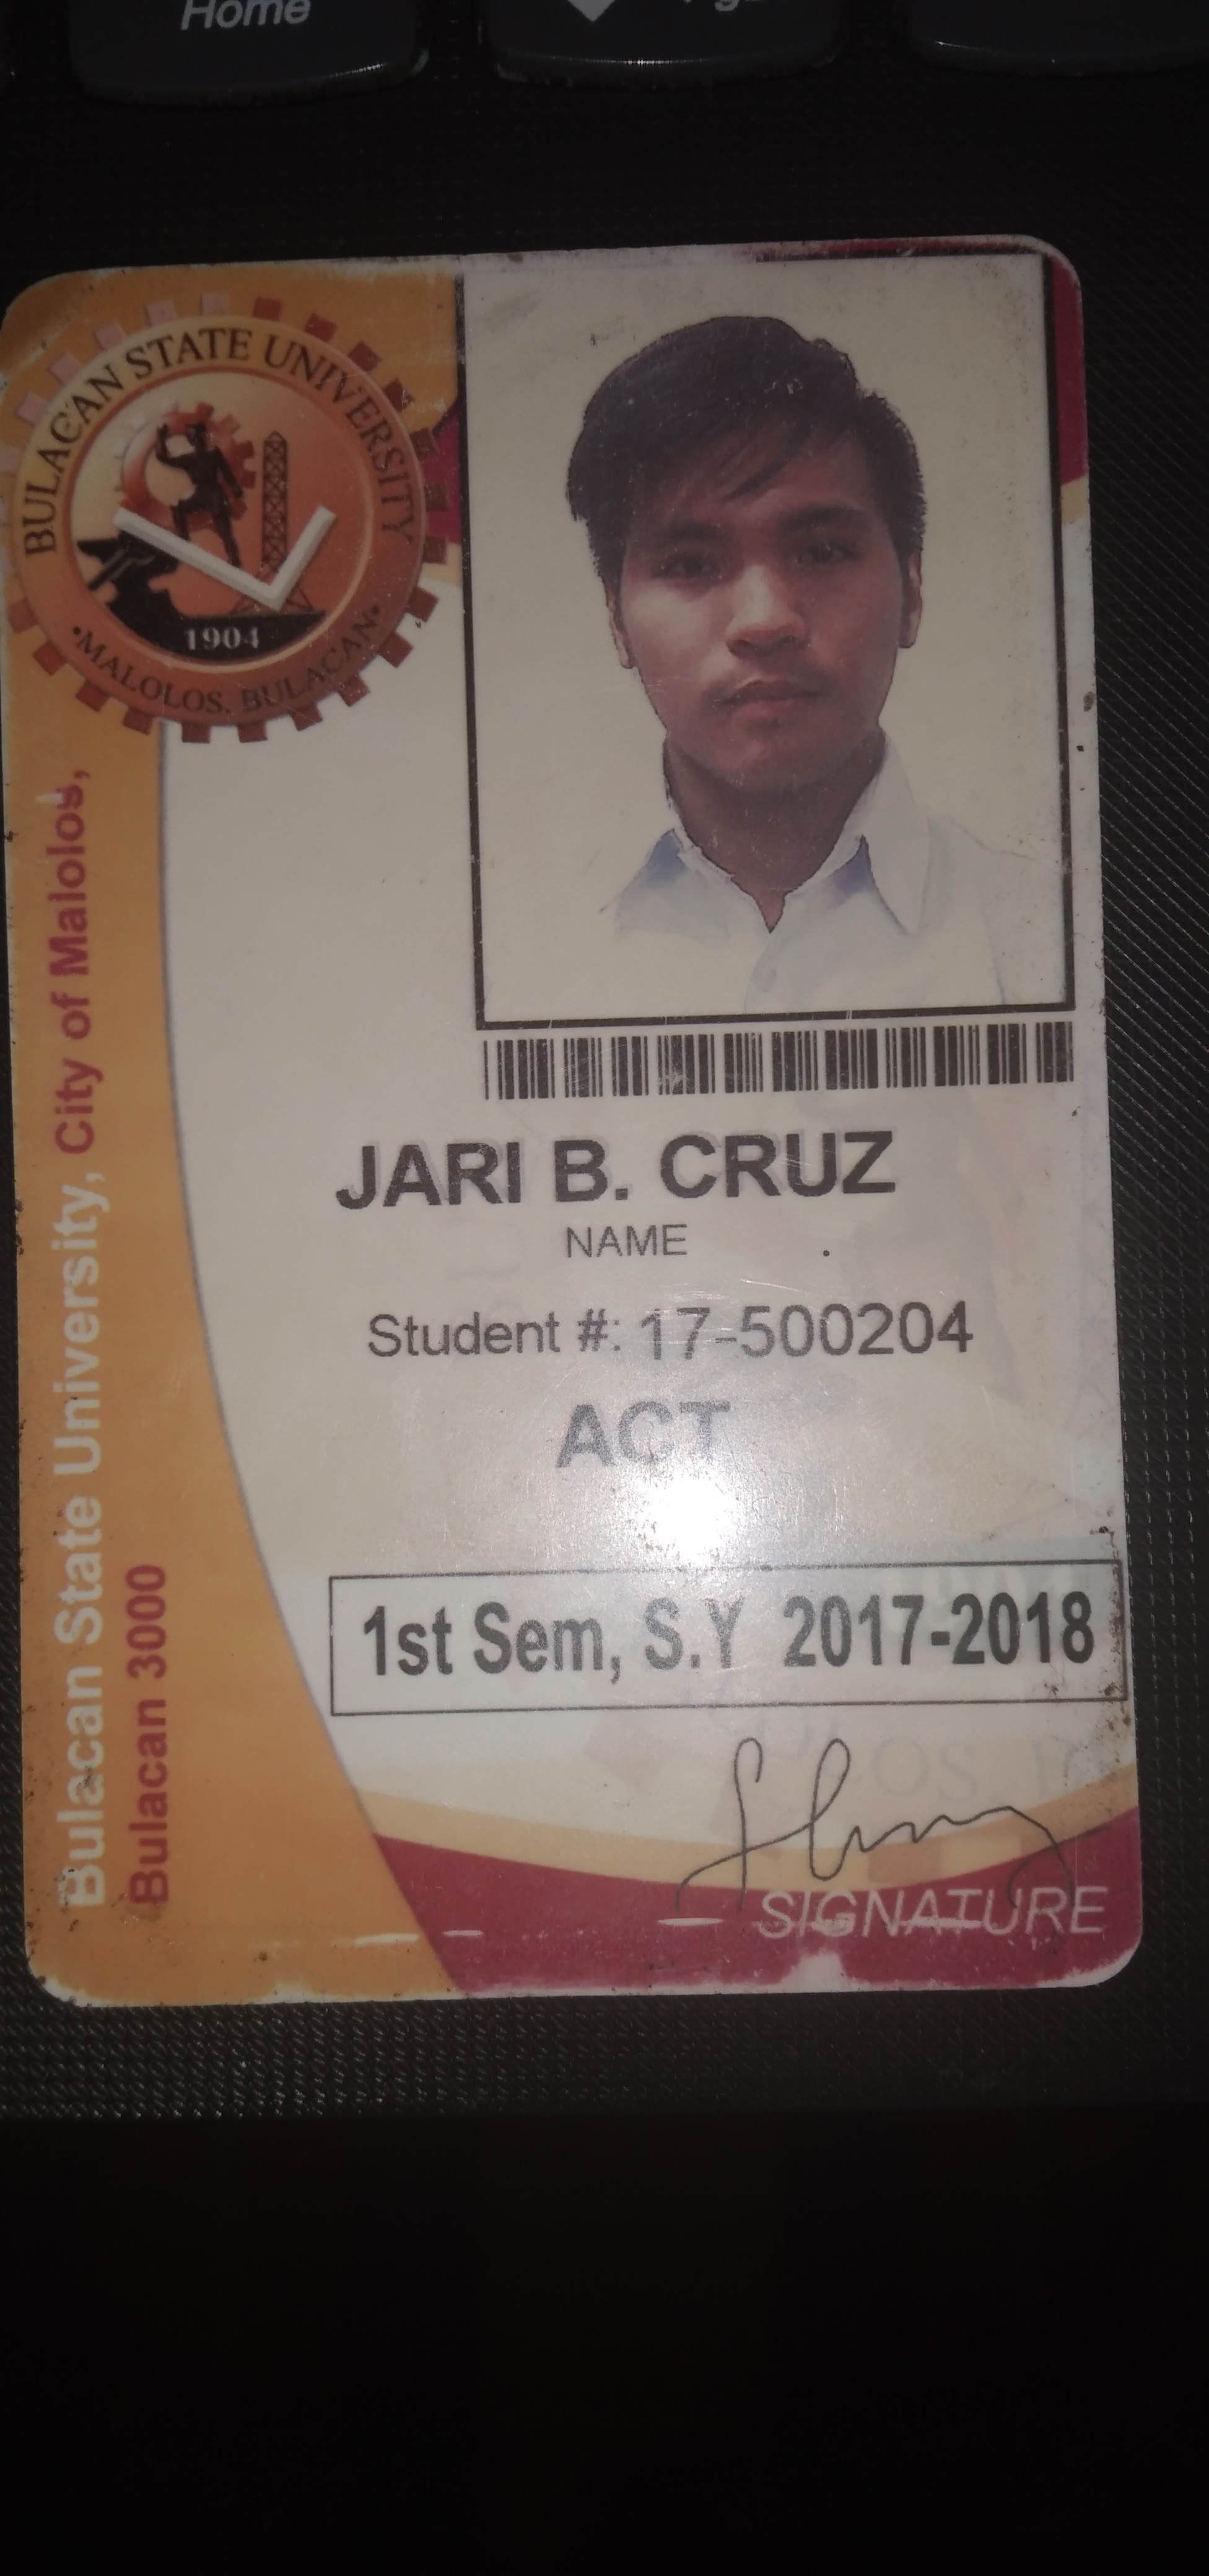 Home
BULACAN STATE UNIVERSITY
1904
•MALOLOS, BULACAN•
Bulacan State University, City of Malolos,
Bulacan 3000
JARI B. CRUZ
NAME
Student #: 17-500204
ACT
1st Sem, S.Y 2017-2018
SIGNATURE